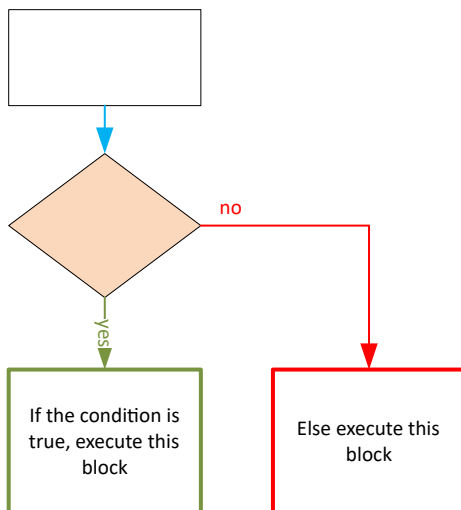 no
yes
If the condition is
true, execute this
block
Else execute this
block